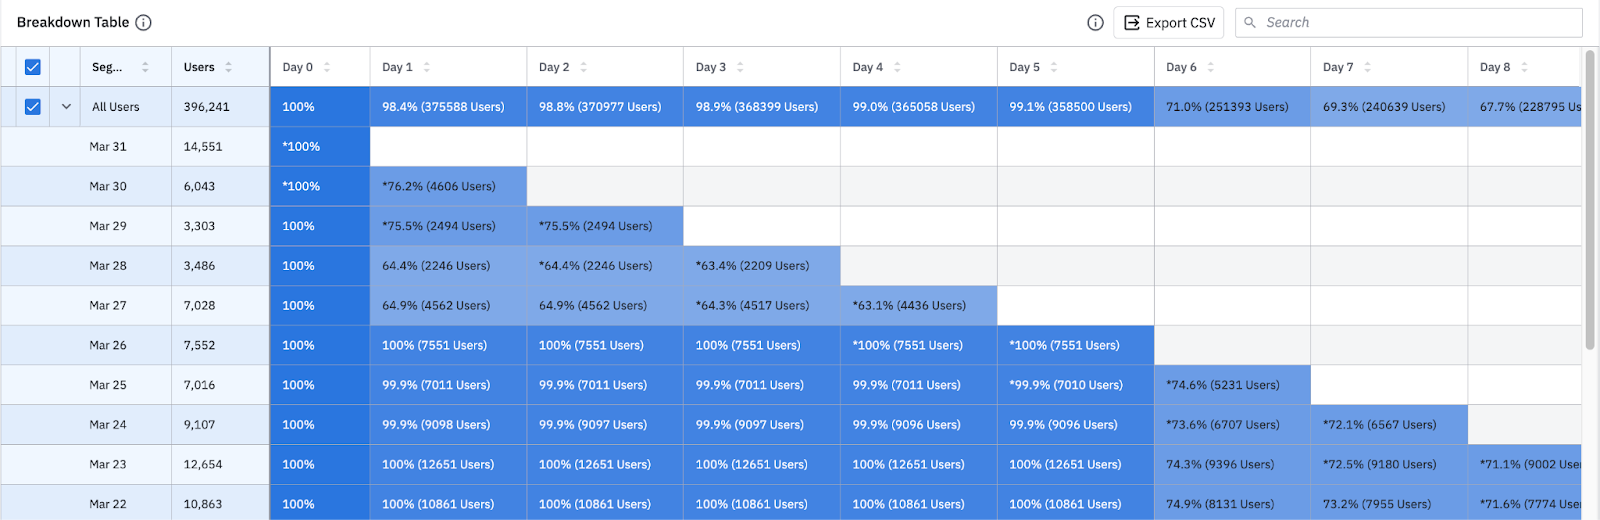 Breakdown Table
Export CSV
Search
Seg... Users Day 0 Day 1 Day 2 Day 3 Day 4 Day 5 Day 6 Day 7 Day 8
All Users 396,241 100% 98.4% (375588 Users) 98.8% (370977 Users) 98.9% (368399 Users) 99.0% (365058 Users) 99.1% (358500 Users) 71.0% (251393 Users) 69.3% (240639 Users) 67.7% (228795 Us
Mar 31 14,551 *100%
Mar 30 6,043 *100% *76.2% (4606 Users)
Mar 29 3,303 100% *75.5% (2494 Users) *75.5% (2494 Users)
Mar 28 3,486 100% 64.4% (2246 Users) *64.4% (2246 Users) *63.4% (2209 Users)
Mar 27 7,028 100% 64.9% (4562 Users) 64.9% (4562 Users) *64.3% (4517 Users) *63.1% (4436 Users)
Mar 26 7,552 100% 100% (7551 Users) 100% (7551 Users) 100% (7551 Users) *100% (7551 Users) *100% (7551 Users)
Mar 25 7,016 100% 99.9% (7011 Users) 99.9% (7011 Users) 99.9% (7011 Users) 99.9% (7011 Users) *99.9% (7010 Users) *74.6% (5231 Users)
Mar 24 9,107 100% 99.9% (9098 Users) 99.9% (9097 Users) 99.9% (9097 Users) 99.9% (9096 Users) 99.9% (9096 Users) *73.6% (6707 Users) *72.1% (6567 Users)
Mar 23 12,654 100% 100% (12651 Users) 100% (12651 Users) 100% (12651 Users) 100% (12651 Users) 100% (12651 Users) 74.3% (9396 Users) *72.5% (9180 Users) *71.1% (9002 User
Mar 22 10,863 100% 100% (10861 Users) 100% (10861 Users) 100% (10861 Users) 100% (10861 Users) 100% (10861 Users) 74.9% (8131 Users) 73.2% (7955 Users) *71.6% (7774 User